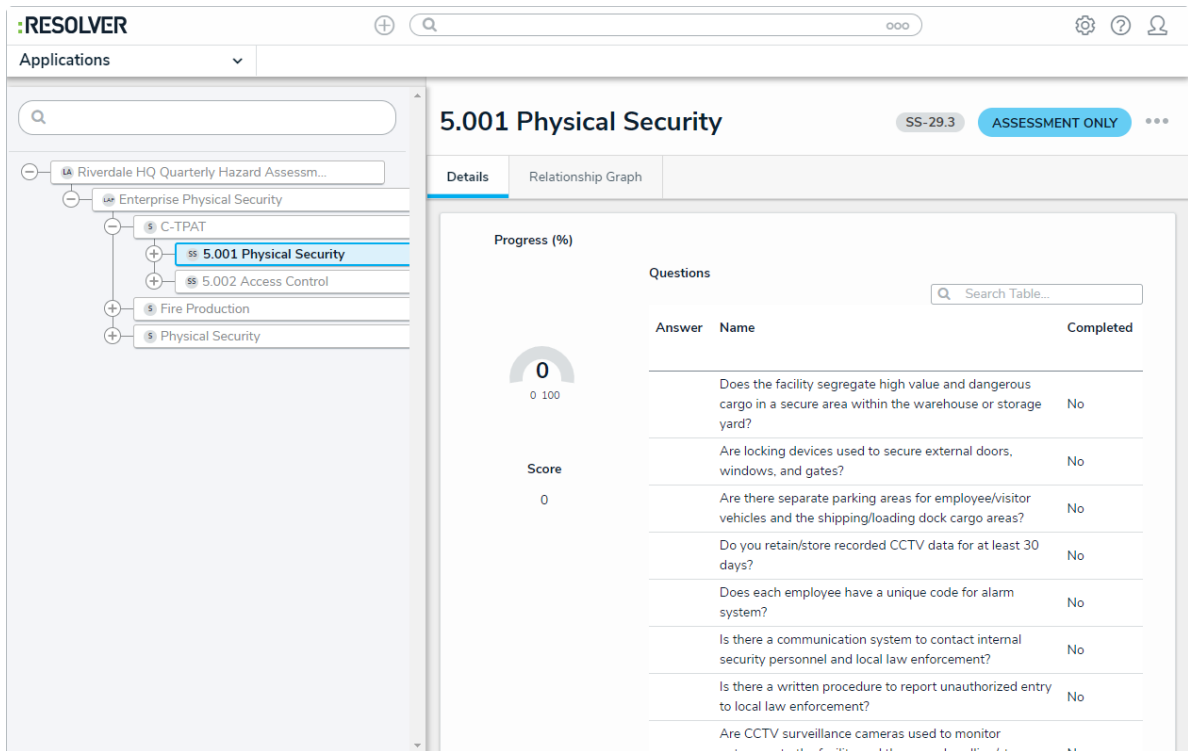 :RESOLVER
ooo
Applications
5.001 Physical Security
SS-29.3
ASSESSMENT ONLY
LA Riverdale HQ Quarterly Hazard Assessm...
Enterprise Physical Security
S C-TPAT
SS 5.001 Physical Security
SS 5.002 Access Control
S Fire Production
S Physical Security
Details
Relationship Graph
Progress (%)
0
0 100
Score
0
Questions
Search Table...
Answer Name Completed
Does the facility segregate high value and dangerous
cargo in a secure area within the warehouse or storage No
yard?
Are locking devices used to secure external doors,
windows, and gates? No
Are there separate parking areas for employee/visitor
vehicles and the shipping/loading dock cargo areas? No
Do you retain/store recorded CCTV data for at least 30
days? No
Does each employee have a unique code for alarm
system? No
Is there a communication system to contact internal
security personnel and local law enforcement? No
Is there a written procedure to report unauthorized entry
to local law enforcement? No
Are CCTV surveillance cameras used to monitor